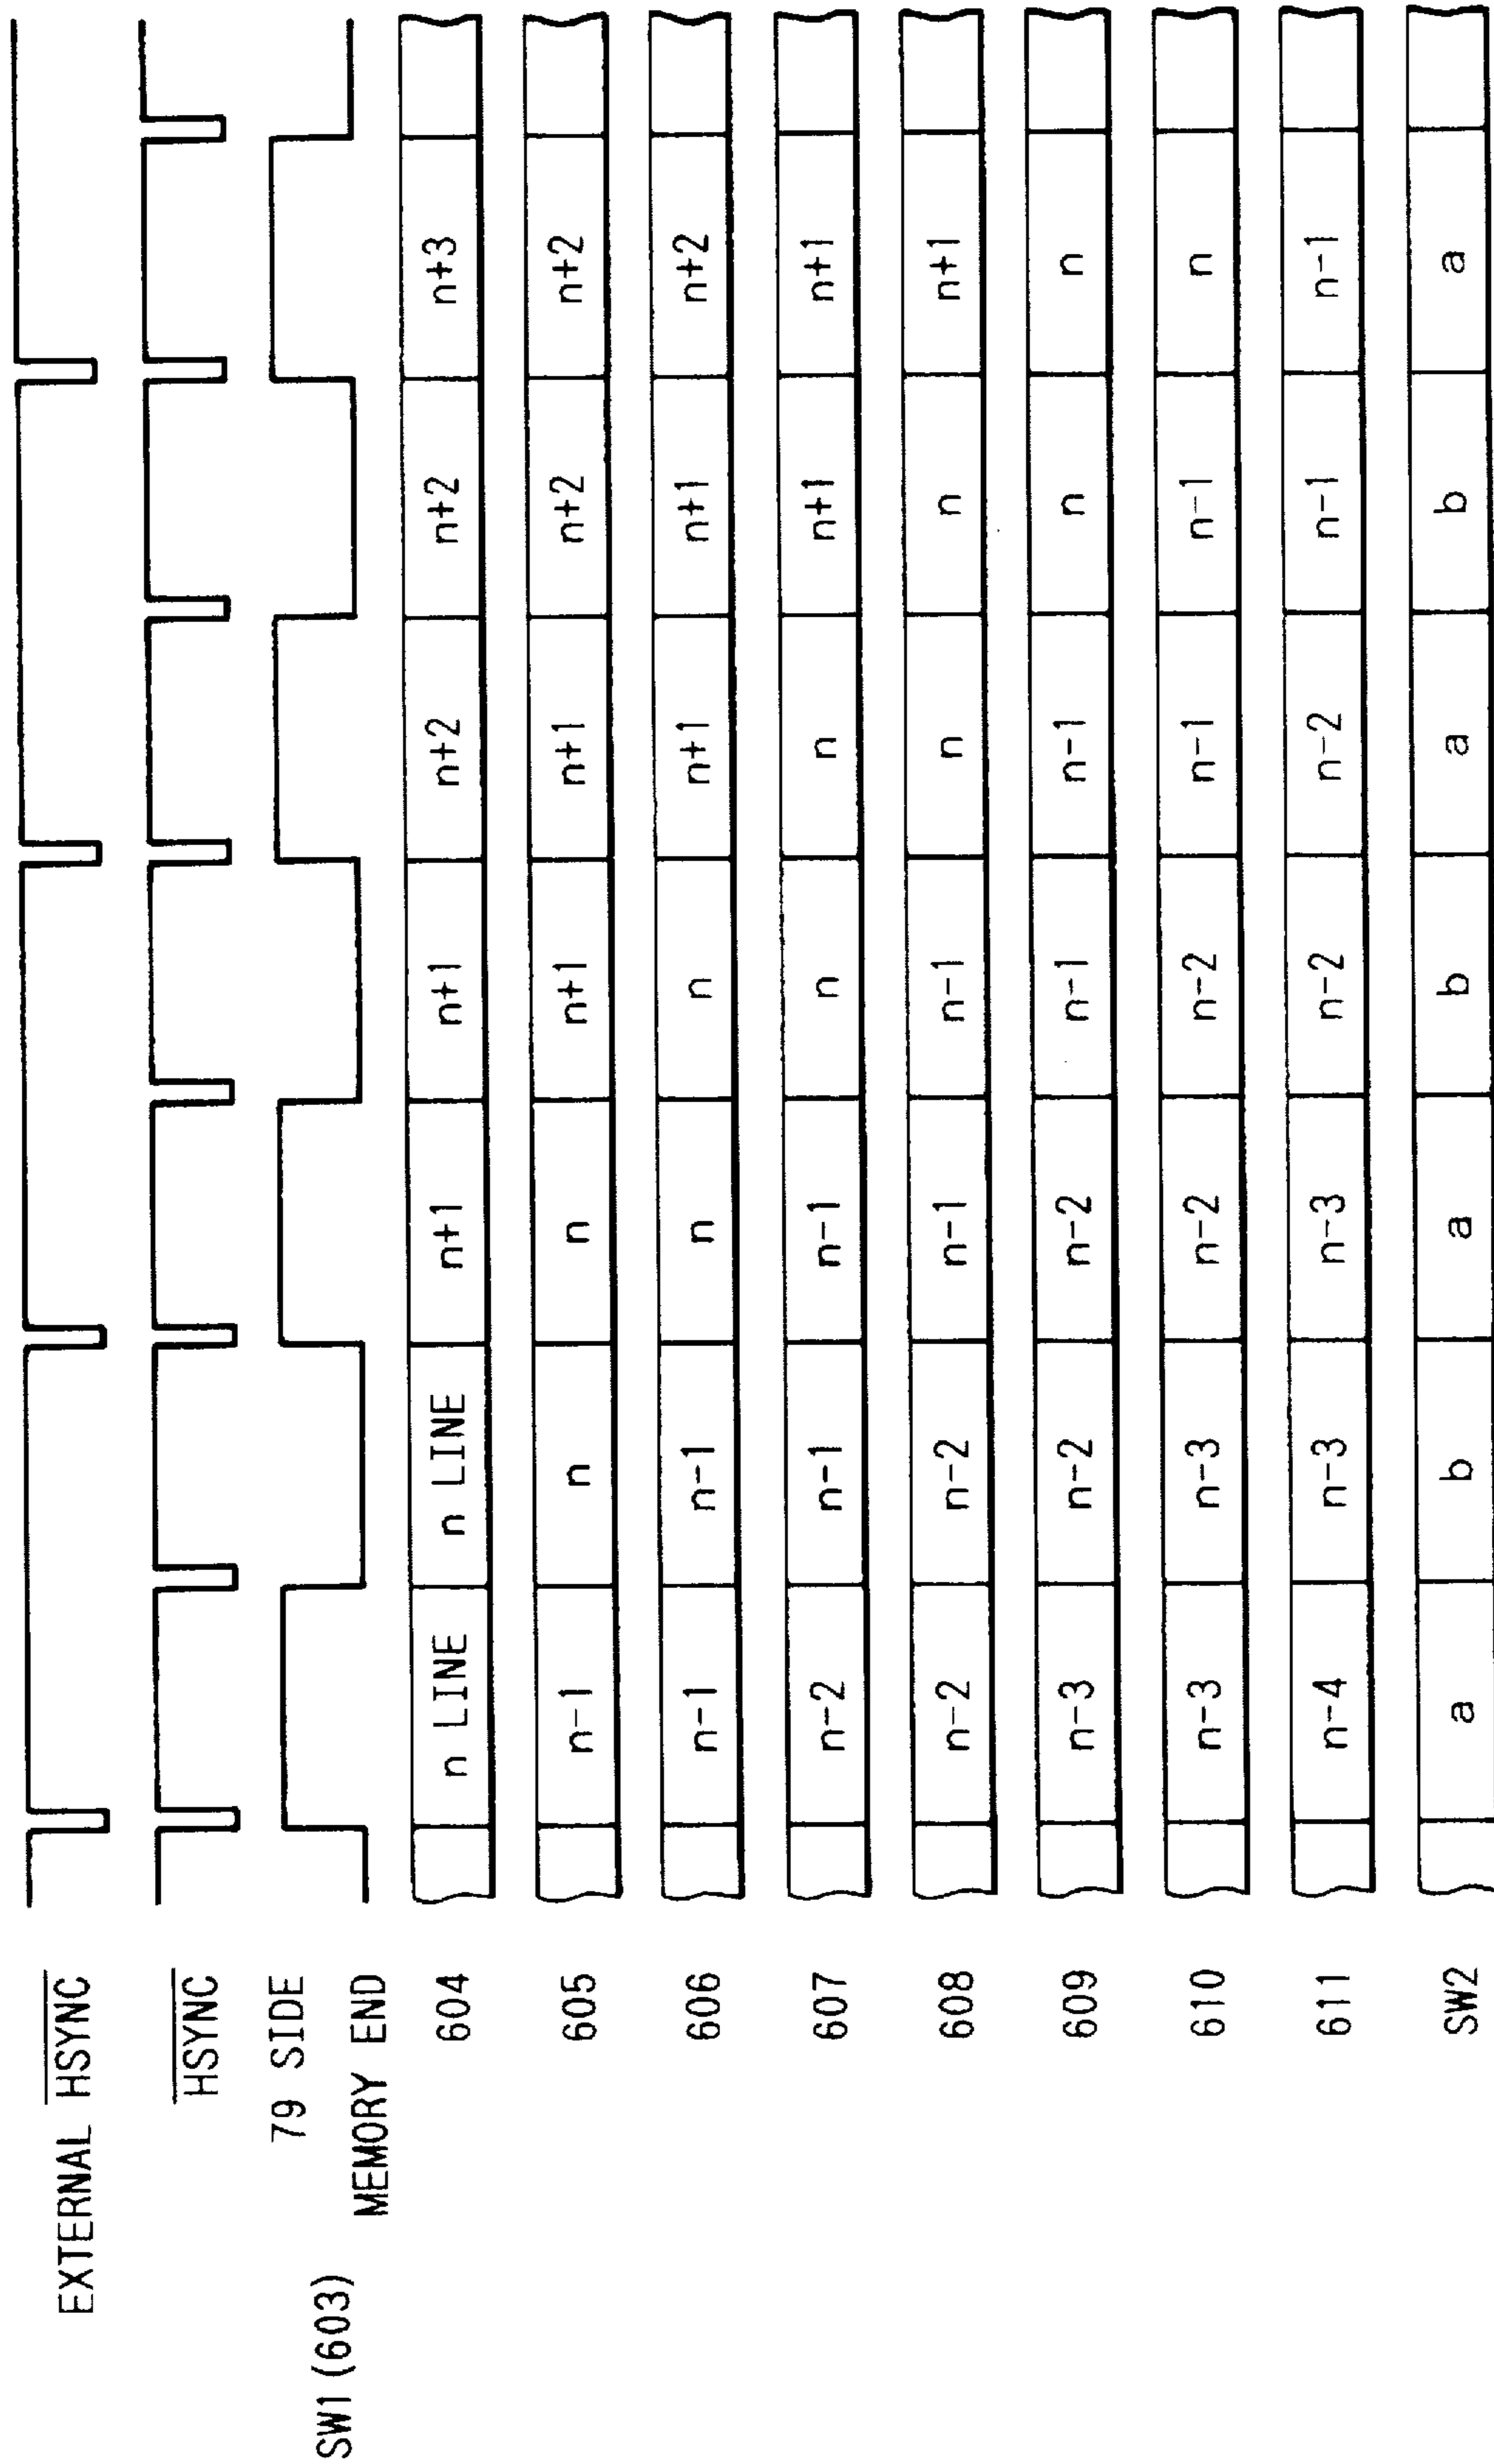 EXTERNAL HSYNC
HSYNC
SW1 (603) 79 SIDE
MEMORY END
604 n LINE n LINE n+1 n+1 n+2 n+2 n+3
605 n-1 n n n+1 n+1 n+2 n+2
606 n-1 n-1 n n n+1 n+1 n+2
607 n-2 n-1 n-1 n n n+1 n+1
608 n-2 n-2 n-1 n-1 n n n+1
609 n-3 n-2 n-2 n-1 n-1 n n
610 n-3 n-3 n-2 n-2 n-1 n-1 n
611 n-4 n-3 n-3 n-2 n-2 n-1 n-1
SW2 a b a b a b a